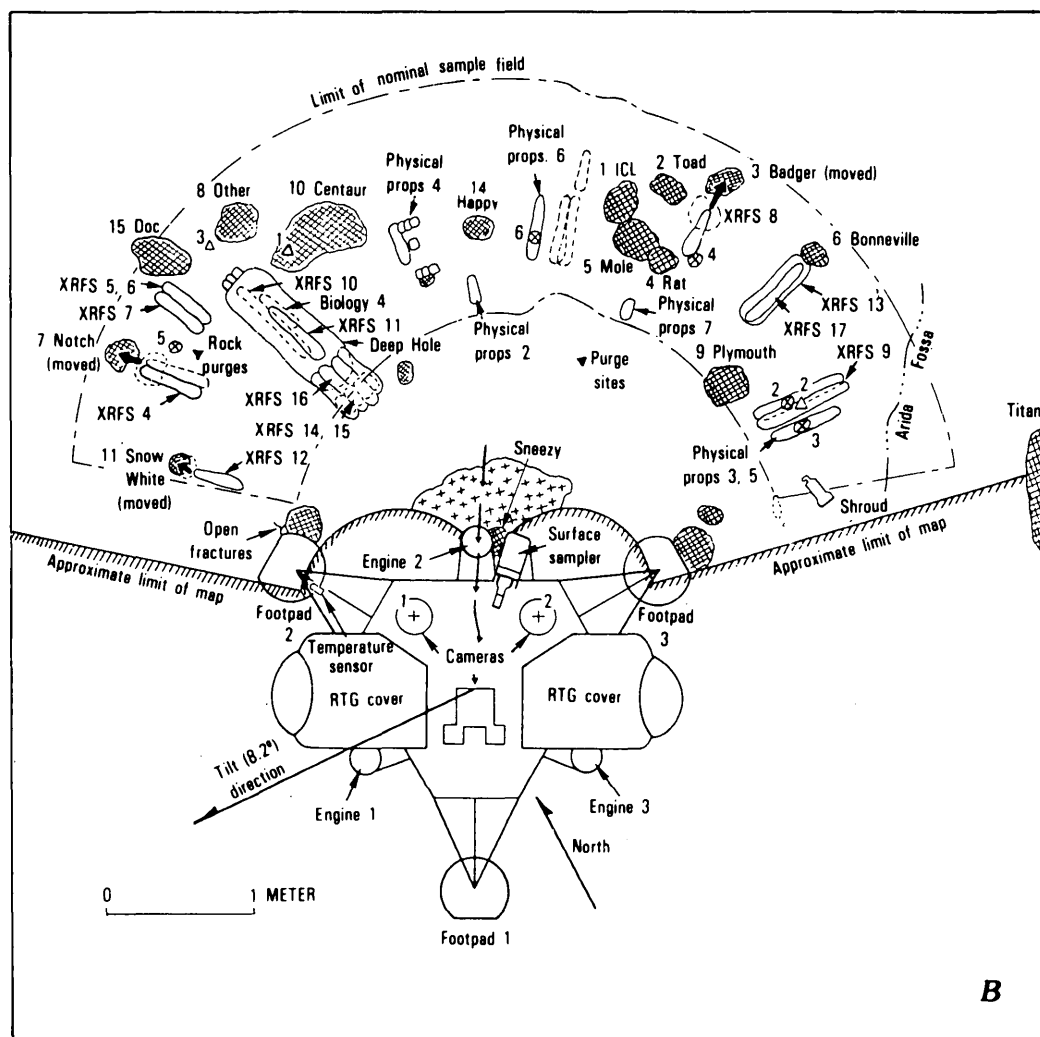 Limit of nominal sample field
Physical
props. 6
1 ICL
2 Toad
3 Badger (moved)
Physical
props 4
8 Other
10 Centaur
14
Happy
XRFS 8
15 Doc
3
1
6
4
6 Bonneville
5 Mole
4 Rat
XRFS 5, 6
XRFS 7
XRFS 10
Biology 4
XRFS 11
Deep Hole
Physical
props 2
Physical
props 7
XRFS 13
XRFS 17
7 Notch
(moved)
5
Rock
purges
Purge
sites
9 Plymouth
XRFS 9
XRFS 4
XRFS 16
XRFS 14, 15
2
2
3
Arida
Fossa
Titan
11 Snow
White
(moved)
XRFS 12
Sneezy
Physical
props 3, 5
Shroud
Open
fractures
Engine 2
Surface
sampler
Approximate limit of map
Approximate limit of map
Footpad
2
1
2
Footpad
3
Temperature
sensor
Cameras
RTG cover
RTG cover
Tilt (8.2°)
direction
Engine 1
Engine 3
North
0
1 METER
Footpad 1
B